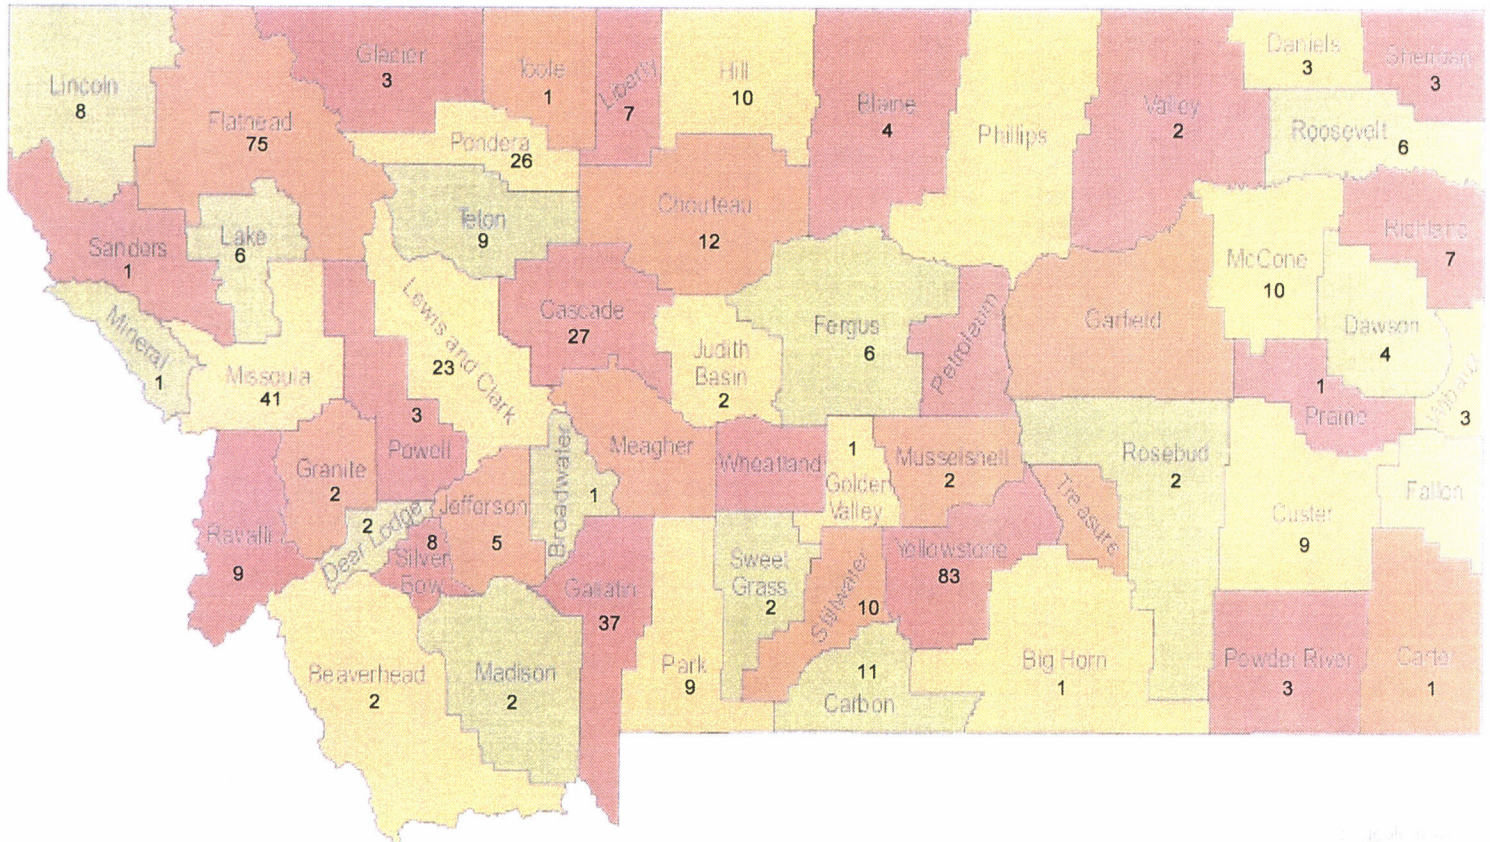 Lincoln
8
Flathead
75
Glacier
3
Toole
1
Liberty
7
Hill
10
Blaine
4
Phillips
Valley
2
Daniels
3
Sheridan
3
Roosevelt
6
Pondera
26
Teton
9
Chouteau
12
Sanders
1
Lake
6
Mineral
1
Missoula
41
Lewis and Clark
23
Cascade
27
Judith
Basin
2
Fergus
6
Petroleum
Garfield
McCone
10
Richland
7
Dawson
4
1
Prairie
Wibaux
3
3
Powell
Granite
2
Ravalli
9
2
Deer Lodge
8
Silver
Bow
Jefferson
5
Broadwater
1
Meagher
Wheatland
1
Golden
Valley
Musselshell
2
Treasure
Rosebud
2
Custer
9
Fallon
Gallatin
37
Park
9
Sweet
Grass
2
Stillwater
10
Yellowstone
83
11
Carbon
Big Horn
1
Powder River
3
Carter
1
Beaverhead
2
Madison
2